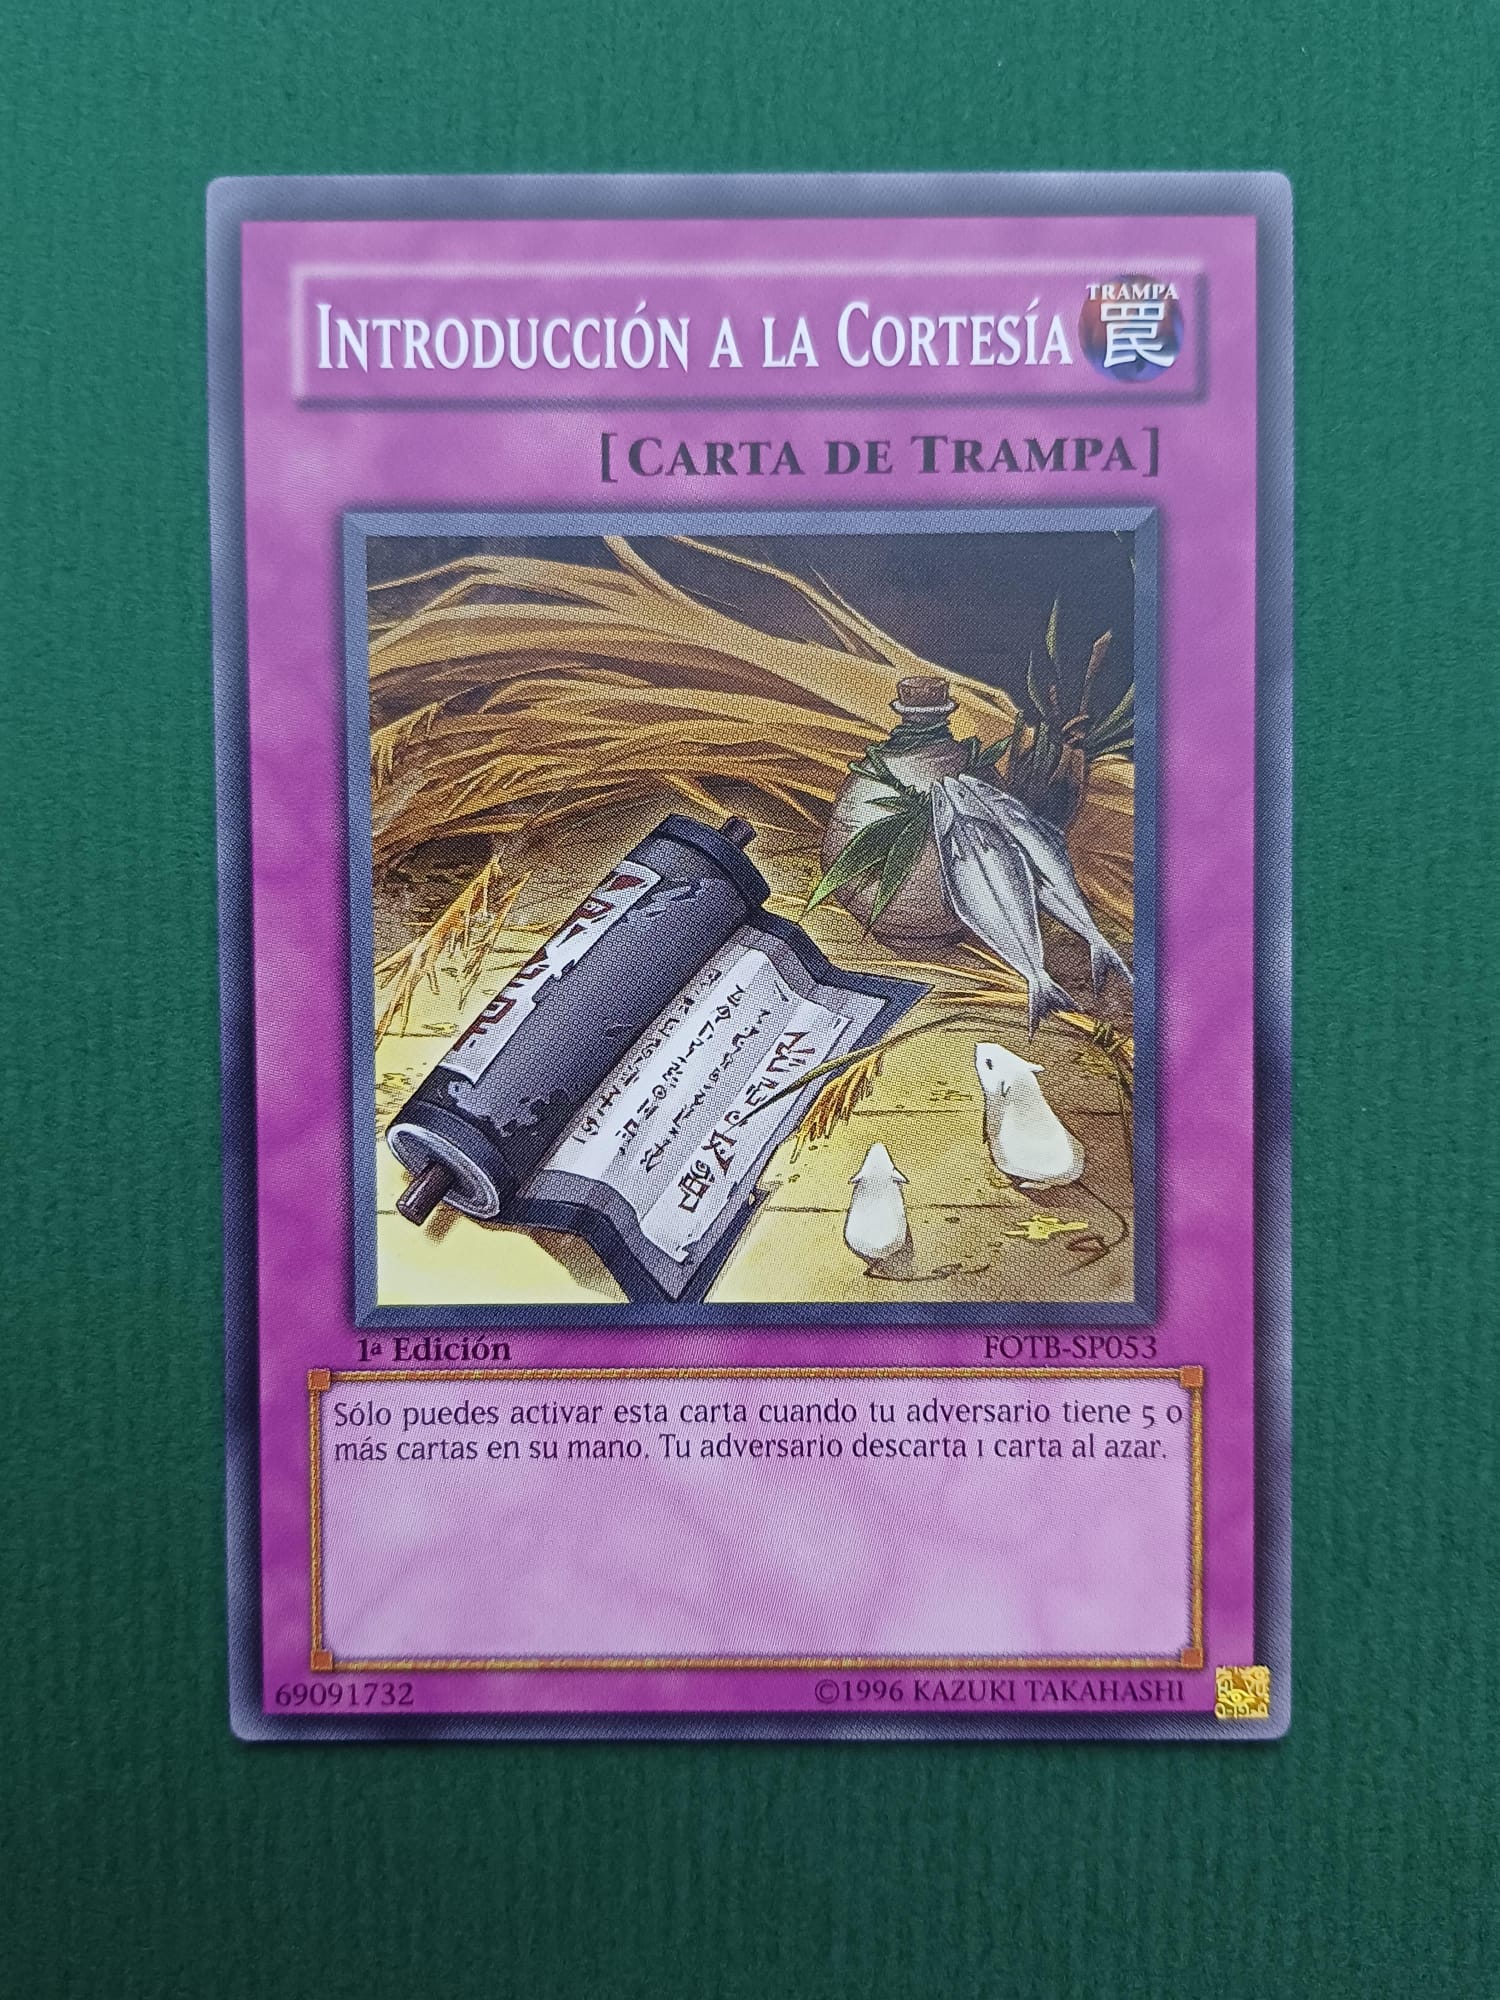 INTRODUCCIÓN A LA CORTESÍA
TRAMPA
罠
[CARTA DE TRAMPA]
1ª Edición
FOTB-SP053
Sólo puedes activar esta carta cuando tu adversario tiene 5 o
más cartas en su mano. Tu adversario descarta 1 carta al azar.
69091732
©1996 KAZUKI TAKAHASHI